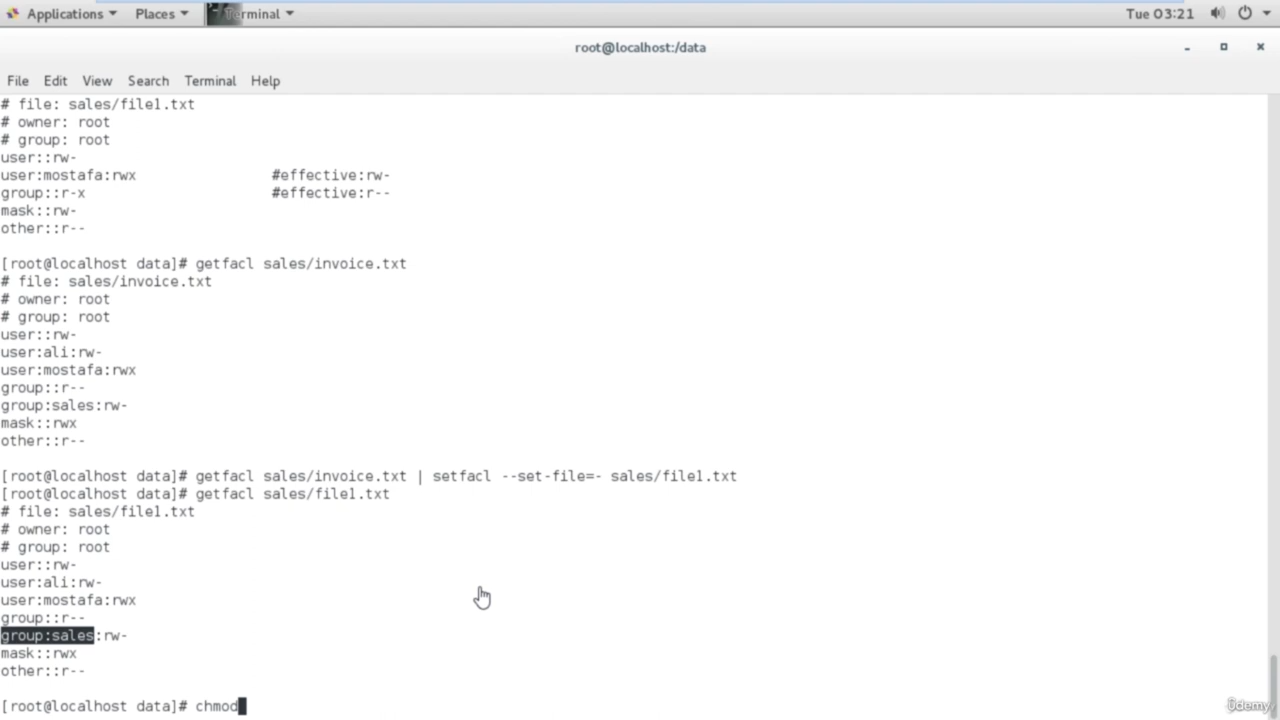 Applications Places Terminal Tue 03:21
root@localhost:/data
File Edit View Search Terminal Help
# file: sales/file1.txt
# owner: root
# group: root
user::rw-
user:mostafa:rwx #effective:rw-
group::r-x #effective:r--
mask::rw-
other::r--
[root@localhost data]# getfacl sales/invoice.txt
# file: sales/invoice.txt
# owner: root
# group: root
user::rw-
user:ali:rw-
user:mostafa:rwx
group::r--
group:sales:rw-
mask::rwx
other::r--
[root@localhost data]# getfacl sales/invoice.txt | setfacl --set-file=- sales/file1.txt
[root@localhost data]# getfacl sales/file1.txt
# file: sales/file1.txt
# owner: root
# group: root
user::rw-
user:ali:rw-
user:mostafa:rwx
group::r--
group:sales:rw-
mask::rwx
other::r--
[root@localhost data]# chmod
ûdemy